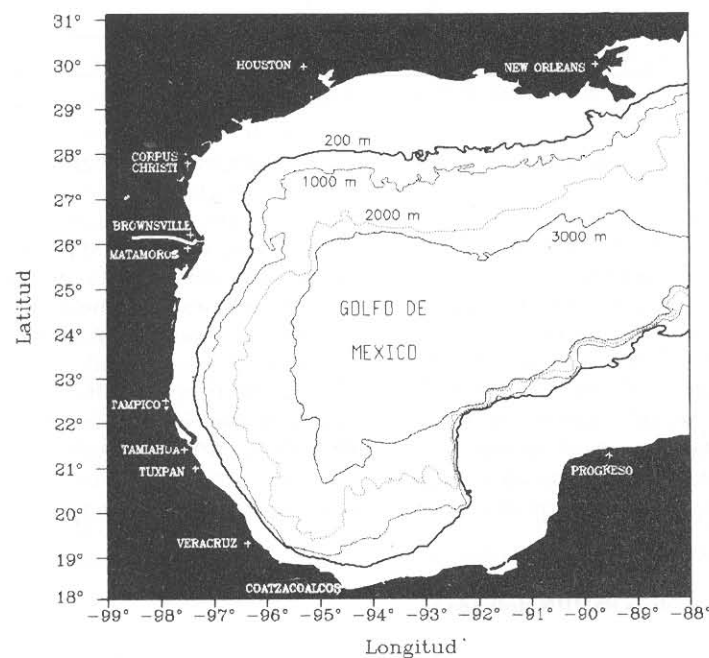 31°
30°
29°
28°
27°
26°
25°
24°
23°
22°
21°
20°
19°
18°
Latitud
HOUSTON
NEW ORLEANS
200 m
CORPUS
CHRISTI
1000 m
2000 m
BROWNSVILLE
3000 m
MATAMOROS
GOLFO DE
MEXICO
TAMPICO
TAMIAHUA
TUXPAN
PROGRESO
VERACRUZ
COATZACOALCOS
-99° -98° -97° -96° -95° -94° -93° -92° -91° -90° -89° -88°
Longitud